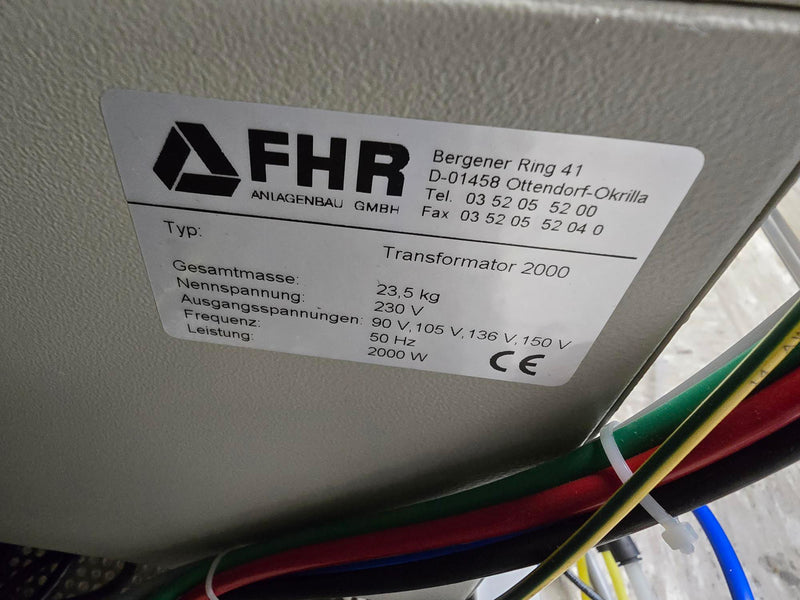 FHR
ANLAGENBAU GMBH
Bergener Ring 41
D-01458 Ottendorf-Okrilla
Tel. 03 52 05 52 00
Fax 03 52 05 52 04 0
Typ: Transformator 2000
Gesamtmasse: 23,5 kg
Nennspannung: 230 V
Ausgangsspannungen: 90 V,105 V,136 V,150 V
Frequenz: 50 Hz
Leistung: 2000 W
CE
14 AW